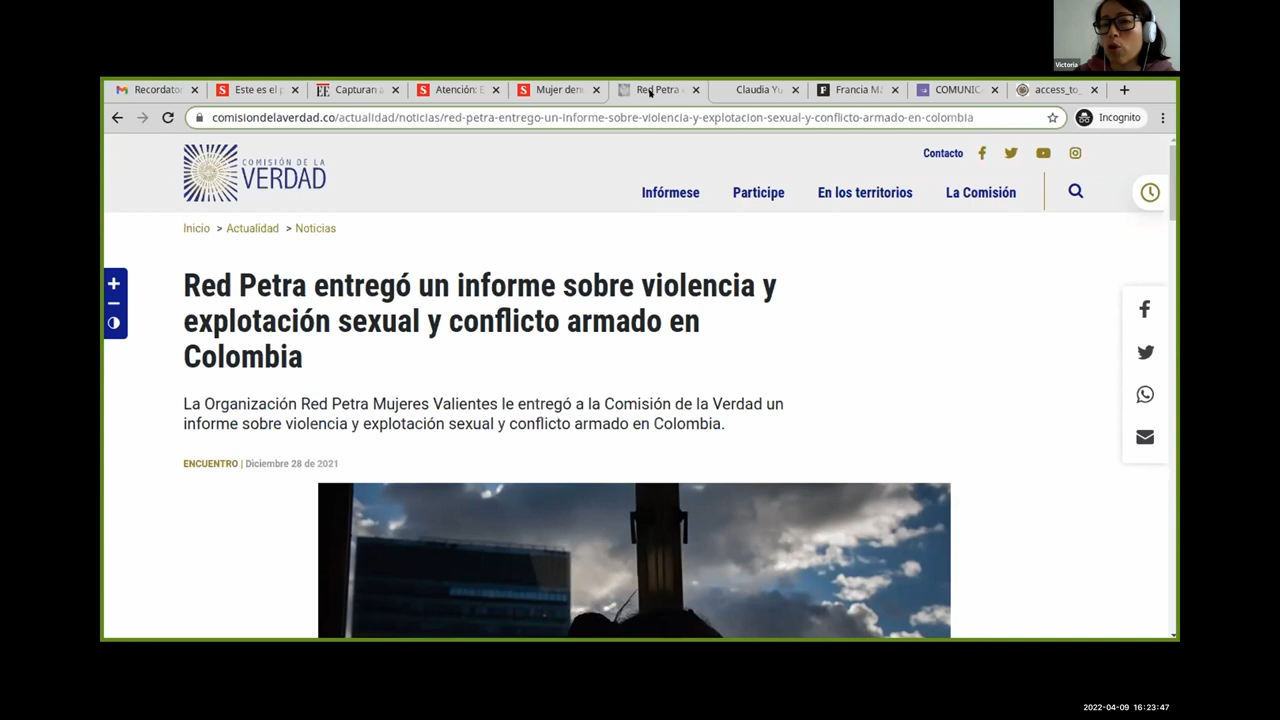 Victoria
Recordator
Este es el p
Capturan a
Atención: E
Mujer den
Red Petra
Claudia Yu
Francia M
COMUNIC
access_to_
comisiondelaverdad.co/actualidad/noticias/red-petra-entrego-un-informe-sobre-violencia-y-explotacion-sexual-y-conflicto-armado-en-colombia
Incognito
COMISIÓN DE LA
VERDAD
Contacto
Infórmese
Participe
En los territorios
La Comisión
Inicio > Actualidad > Noticias
Red Petra entregó un informe sobre violencia y
explotación sexual y conflicto armado en
Colombia
La Organización Red Petra Mujeres Valientes le entregó a la Comisión de la Verdad un
informe sobre violencia y explotación sexual y conflicto armado en Colombia.
ENCUENTRO | Diciembre 28 de 2021
2022-04-09 16:23:47